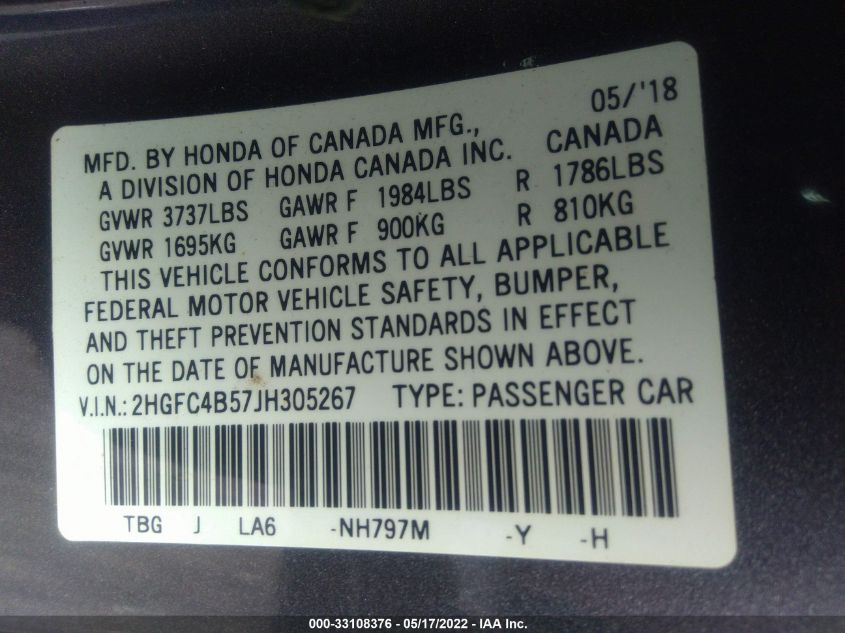 05/'18
MFD. BY HONDA OF CANADA MFG., CANADA
A DIVISION OF HONDA CANADA INC.
GVWR 3737LBS GAWR F 1984LBS R 1786LBS
GVWR 1695KG GAWR F 900KG R 810KG
THIS VEHICLE CONFORMS TO ALL APPLICABLE
FEDERAL MOTOR VEHICLE SAFETY, BUMPER,
AND THEFT PREVENTION STANDARDS IN EFFECT
ON THE DATE OF MANUFACTURE SHOWN ABOVE.
V.I.N.: 2HGFC4B57JH305267 TYPE: PASSENGER CAR
TBG J LA6 -NH797M -Y -H
000-33108376 - 05/17/2022 - IAA Inc.